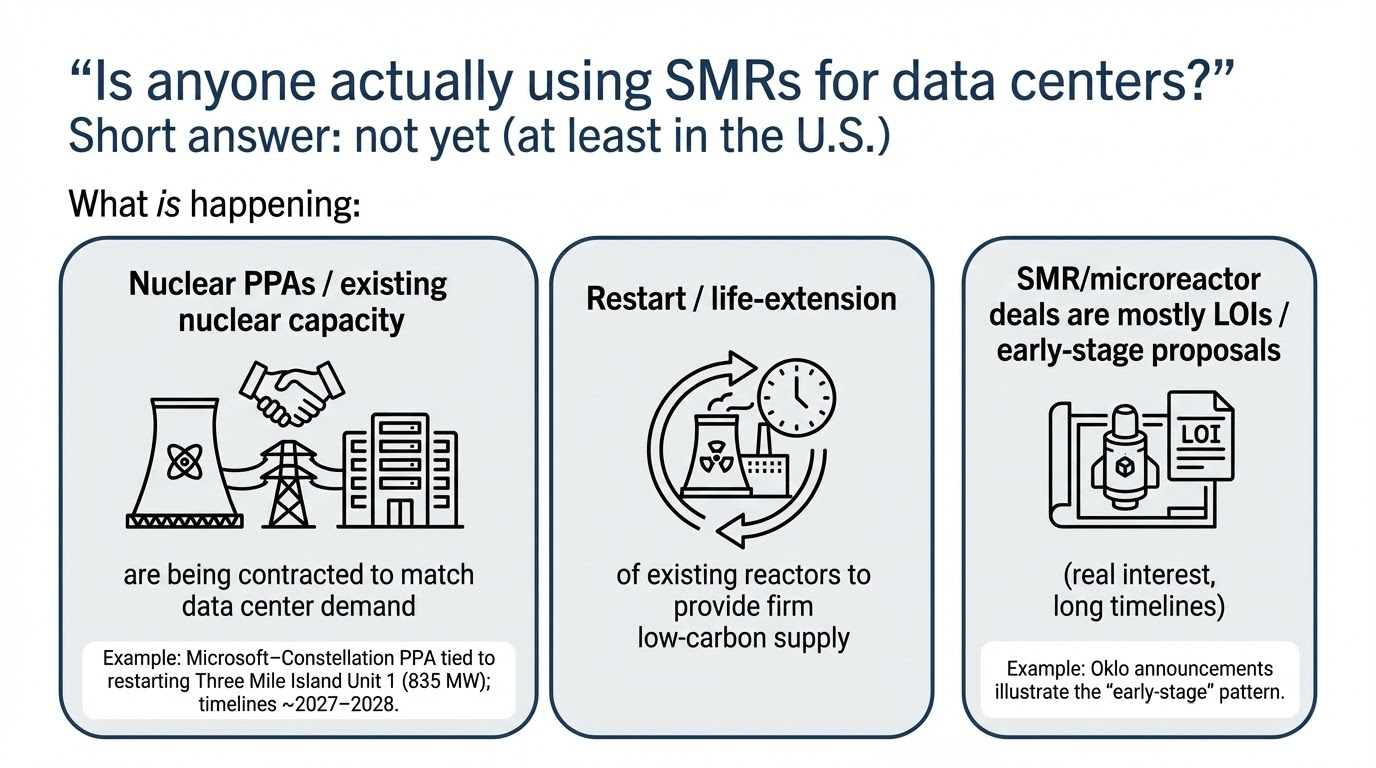 “Is anyone actually using SMRs for data centers?”
Short answer: not yet (at least in the U.S.)
What is happening:
Nuclear PPAs / existing
nuclear capacity
are being contracted to match
data center demand
Example: Microsoft–Constellation PPA tied to
restarting Three Mile Island Unit 1 (835 MW);
timelines ~2027–2028.
Restart / life-extension
of existing reactors to
provide firm
low-carbon supply
SMR/microreactor
deals are mostly LOIs /
early-stage proposals
LOI
(real interest,
long timelines)
Example: Oklo announcements
illustrate the “early-stage” pattern.